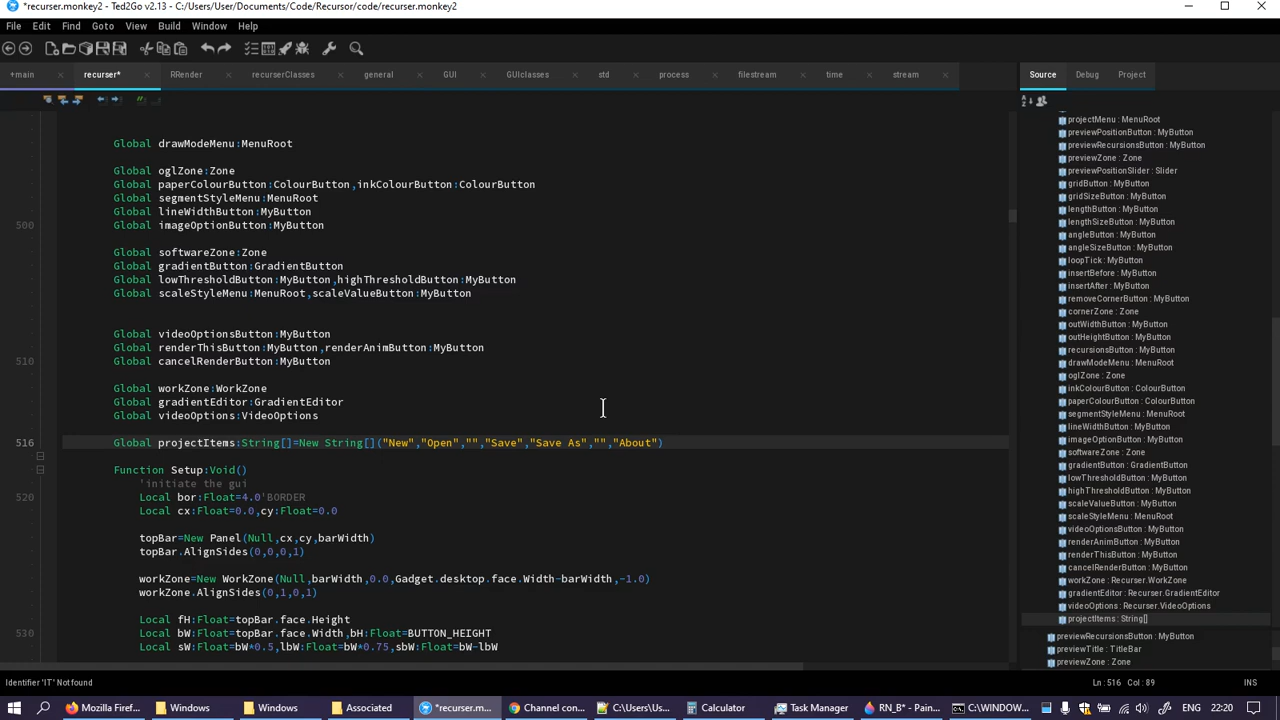 *recurser.monkey2 - Ted2Go v2.13 - C:/Users/User/Documents/Code/Recursor/code/recurser.monkey2
File Edit Find Goto View Build Window Help
+main × recurser* × RRender × recurserClasses × general × GUI × GUIclasses × std × process × filestream × time × stream ×
Source Debug Project
Global drawModeMenu:MenuRoot
Global oglZone:Zone
Global paperColourButton:ColourButton,inkColourButton:ColourButton
Global segmentStyleMenu:MenuRoot
Global lineWidthButton:MyButton
500 Global imageOptionButton:MyButton
Global softwareZone:Zone
Global gradientButton:GradientButton
Global lowThresholdButton:MyButton,highThresholdButton:MyButton
Global scaleStyleMenu:MenuRoot,scaleValueButton:MyButton
Global videoOptionsButton:MyButton
Global renderThisButton:MyButton,renderAnimButton:MyButton
510 Global cancelRenderButton:MyButton
Global workZone:WorkZone
Global gradientEditor:GradientEditor
Global videoOptions:VideoOptions
516 Global projectItems:String[]=New String[]("New","Open","","Save","Save As","","About")
Function Setup:Void()
'initiate the gui
520 Local bor:Float=4.0'BORDER
Local cx:Float=0.0,cy:Float=0.0
topBar=New Panel(Null,cx,cy,barWidth)
topBar.AlignSides(0,0,0,1)
workZone=New WorkZone(Null,barWidth,0.0,Gadget.desktop.face.Width-barWidth,-1.0)
workZone.AlignSides(0,1,0,1)
Local fH:Float=topBar.face.Height
530 Local bW:Float=topBar.face.Width,bH:Float=BUTTON_HEIGHT
Local sW:Float=bW*0.5,lbW:Float=bW*0.75,sbW:Float=bW-lbW
projectMenu : MenuRoot
previewPositionButton : MyButton
previewRecursionsButton : MyButton
previewZone : Zone
previewPositionSlider : Slider
gridButton : MyButton
gridSizeButton : MyButton
lengthButton : MyButton
lengthSizeButton : MyButton
angleButton : MyButton
angleSizeButton : MyButton
loopTick : MyButton
insertBefore : MyButton
insertAfter : MyButton
removeCornerButton : MyButton
cornerZone : Zone
outWidthButton : MyButton
outHeightButton : MyButton
recursionsButton : MyButton
drawModeMenu : MenuRoot
oglZone : Zone
inkColourButton : ColourButton
paperColourButton : ColourButton
segmentStyleMenu : MenuRoot
lineWidthButton : MyButton
imageOptionButton : MyButton
softwareZone : Zone
gradientButton : GradientButton
lowThresholdButton : MyButton
highThresholdButton : MyButton
scaleValueButton : MyButton
scaleStyleMenu : MenuRoot
videoOptionsButton : MyButton
renderAnimButton : MyButton
renderThisButton : MyButton
cancelRenderButton : MyButton
workZone : Recurser.WorkZone
gradientEditor : Recurser.GradientEditor
videoOptions : Recurser.VideoOptions
projectItems : String[]
previewRecursionsButton : MyButton
previewTitle : TitleBar
previewZone : Zone
Identifier 'IT' Not found
Ln : 516 Col : 89 INS
Mozilla Firef... Windows Windows Associated *recurser.m... Channel con... C:\Users\Us... Calculator Task Manager RN_B* - Pain... C:\WINDOW... ENG 22:20